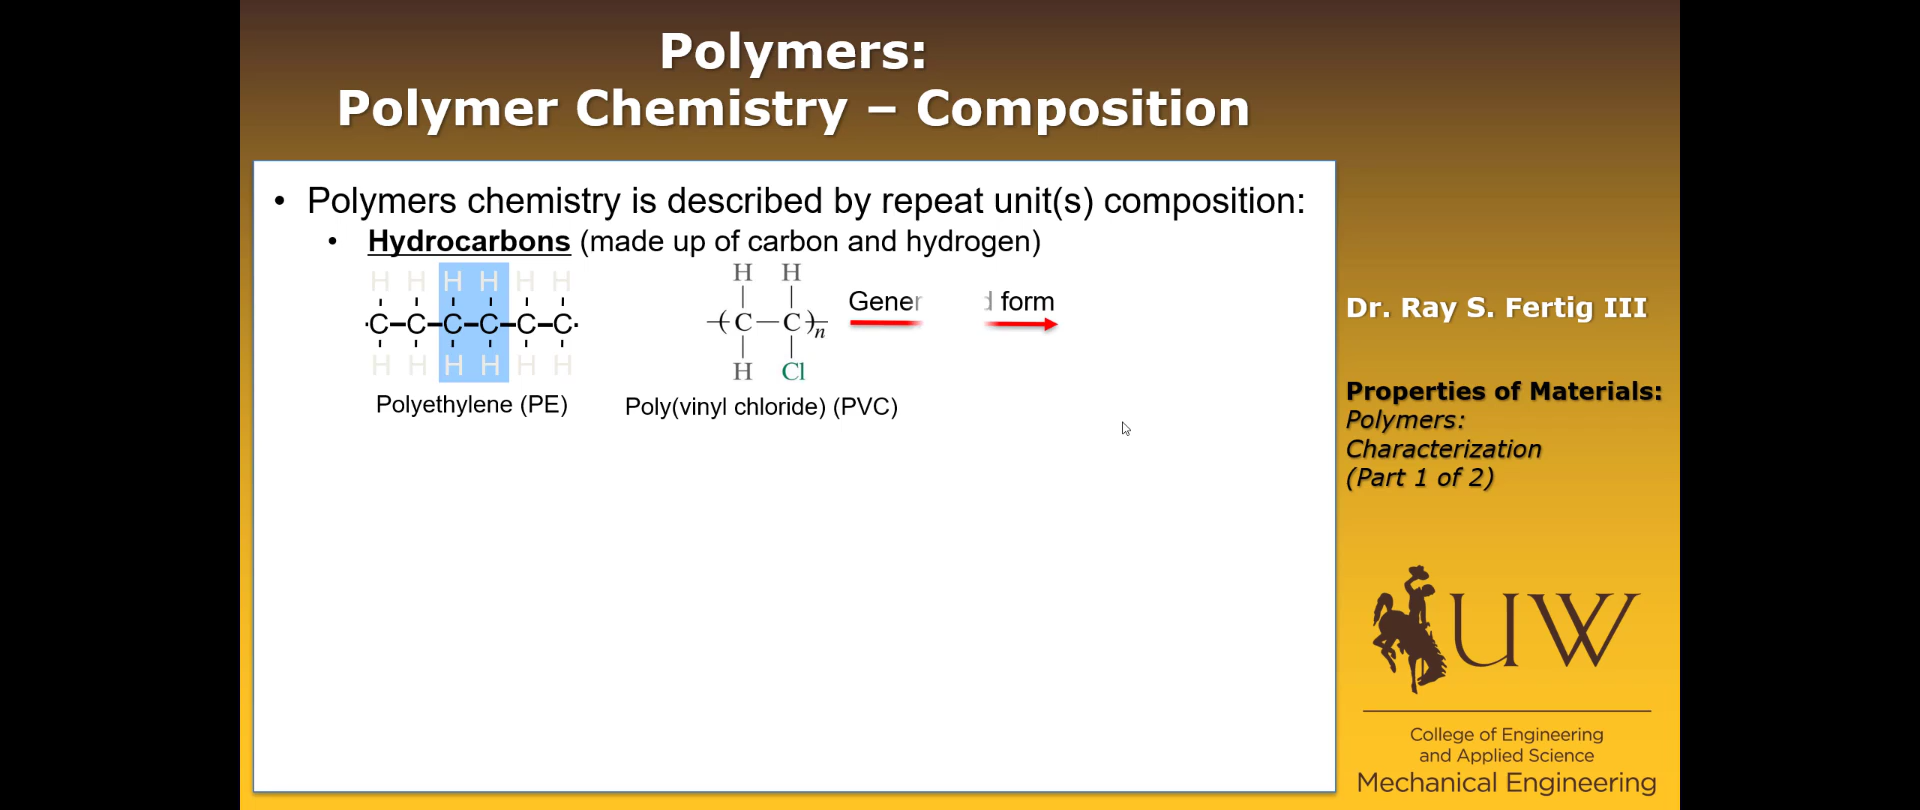 Polymers:
Polymer Chemistry – Composition
• Polymers chemistry is described by repeat unit(s) composition:
• Hydrocarbons (made up of carbon and hydrogen)
H H H H H H
C C C C C C
H H H H H H
Polyethylene (PE)
H H
( C — C )n
H Cl
Poly(vinyl chloride) (PVC)
form
Dr. Ray S. Fertig III
Properties of Materials:
Polymers:
Characterization
(Part 1 of 2)
UW
College of Engineering
and Applied Science
Mechanical Engineering